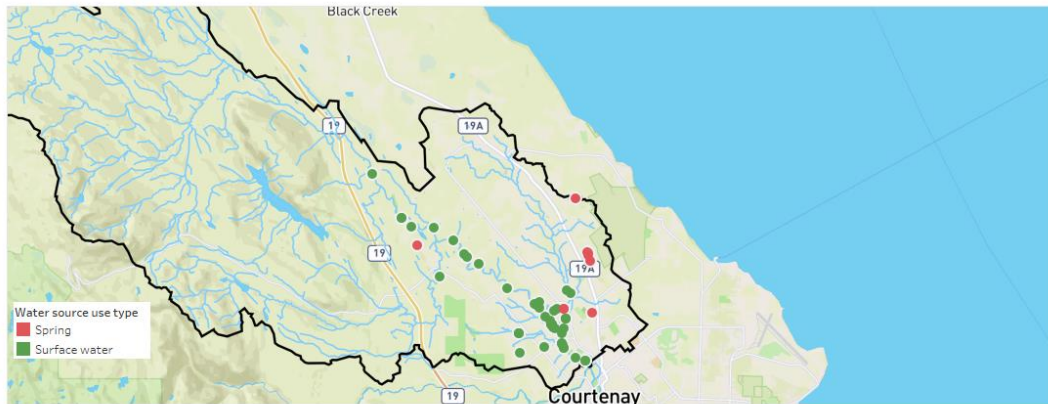 Black Creek
19
19A
19
19A
Water source use type
Spring
Surface water
19
Courtenay